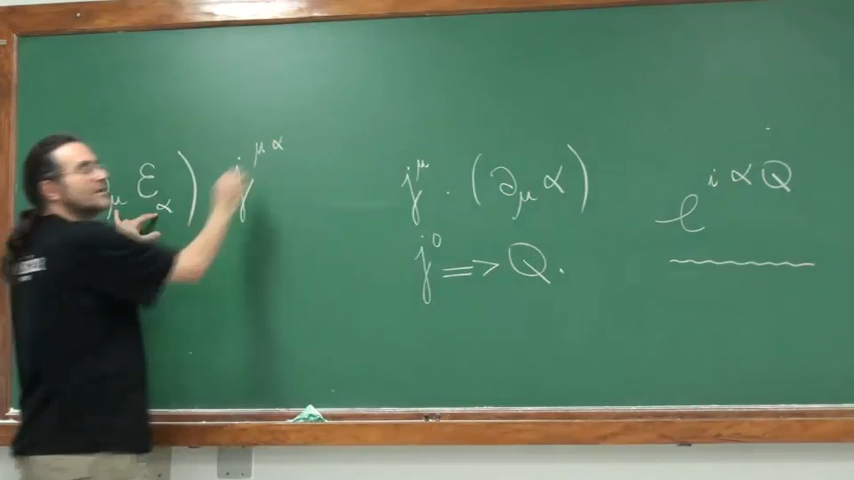 μ ε_α) j^{μα}
j^μ · (∂_μ α)
j^0 => Q.
e^{iαQ}